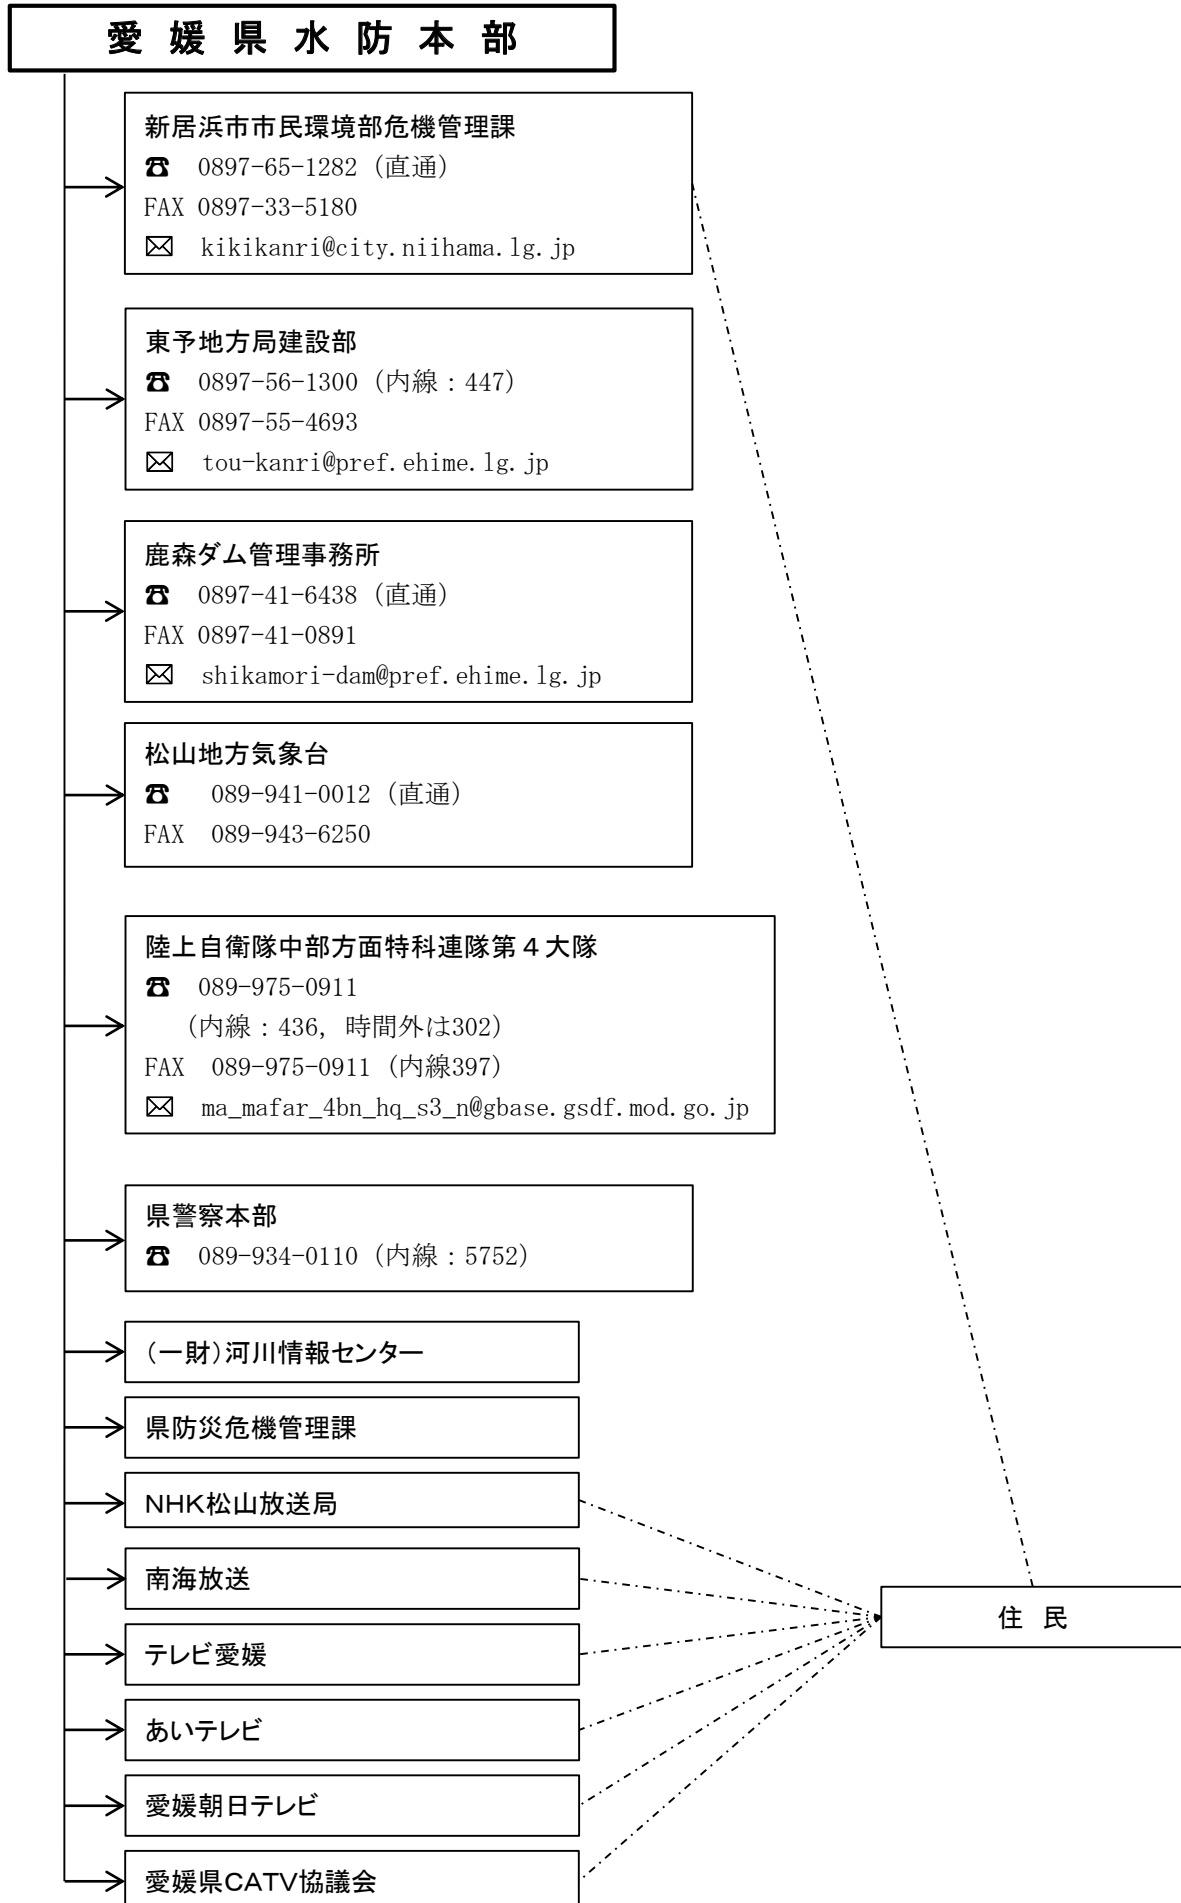 愛媛県水防本部
新居浜市市民環境部危機管理課
☎ 0897-65-1282（直通）
FAX 0897-33-5180
✉ kikikanri@city.niihama.lg.jp
東予地方局建設部
☎ 0897-56-1300（内線：447）
FAX 0897-55-4693
✉ tou-kanri@pref.ehime.lg.jp
鹿森ダム管理事務所
☎ 0897-41-6438（直通）
FAX 0897-41-0891
✉ shikamori-dam@pref.ehime.lg.jp
松山地方気象台
☎ 089-941-0012（直通）
FAX 089-943-6250
陸上自衛隊中部方面特科連隊第４大隊
☎ 089-975-0911
（内線：436，時間外は302）
FAX 089-975-0911（内線397）
✉ ma_mafar_4bn_hq_s3_n@gbase.gsdf.mod.go.jp
県警察本部
☎ 089-934-0110（内線：5752）
（一財）河川情報センター
県防災危機管理課
ＮＨＫ松山放送局
南海放送
住民
テレビ愛媛
あいテレビ
愛媛朝日テレビ
愛媛県ＣＡＴＶ協議会